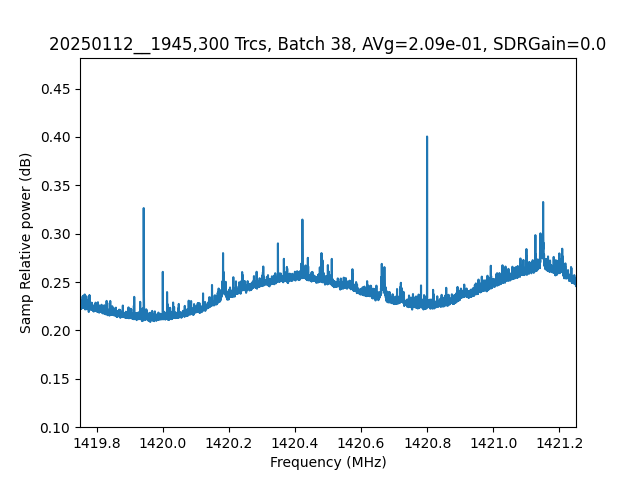 20250112__1945,300 Trcs, Batch 38, AVg=2.09e-01, SDRGain=0.0
Samp Relative power (dB)
0.45
0.40
0.35
0.30
0.25
0.20
0.15
0.10
1419.8 1420.0 1420.2 1420.4 1420.6 1420.8 1421.0 1421.2
Frequency (MHz)